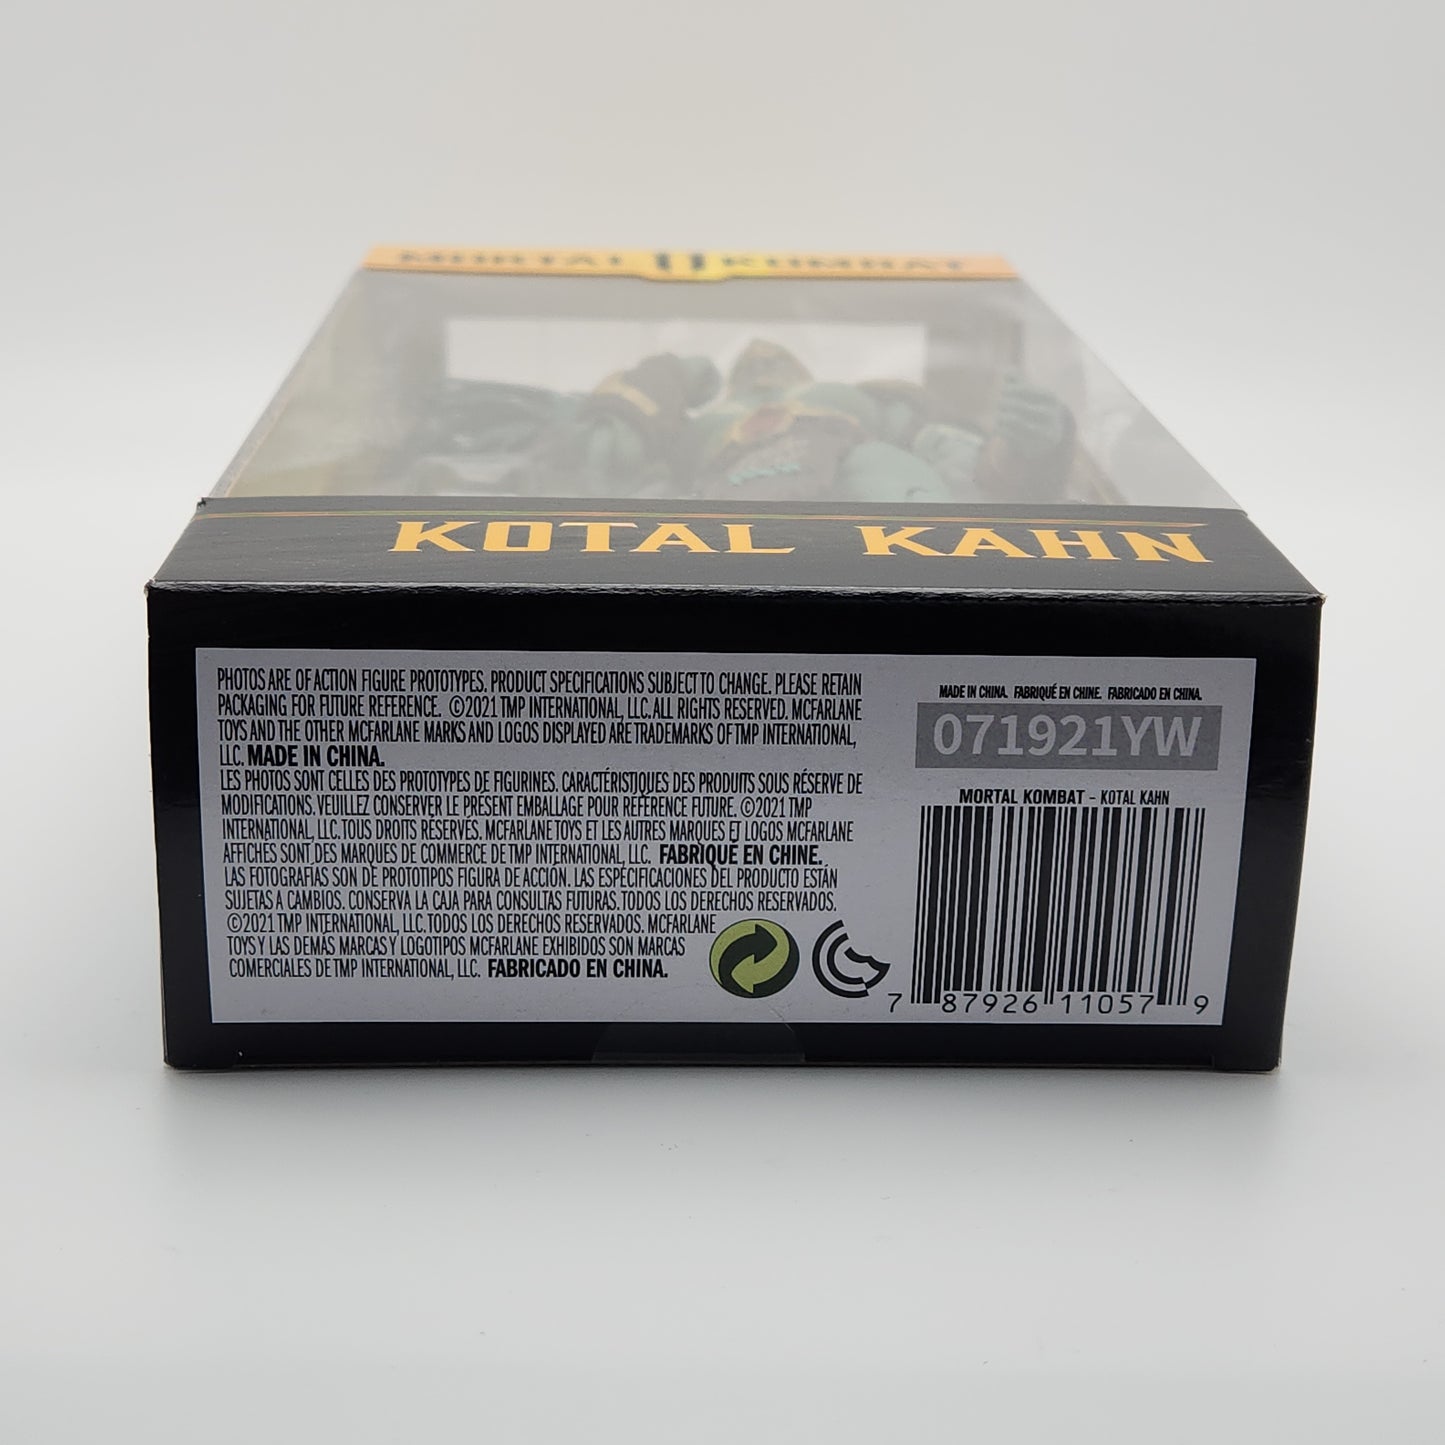 MORTAL 11 KOMBAT
KOTAL KAHN
PHOTOS ARE OF ACTION FIGURE PROTOTYPES. PRODUCT SPECIFICATIONS SUBJECT TO CHANGE. PLEASE RETAIN
PACKAGING FOR FUTURE REFERENCE. ©2021 TMP INTERNATIONAL, LLC. ALL RIGHTS RESERVED. MCFARLANE
TOYS AND THE OTHER MCFARLANE MARKS AND LOGOS DISPLAYED ARE TRADEMARKS OF TMP INTERNATIONAL,
LLC. MADE IN CHINA.
LES PHOTOS SONT CELLES DES PROTOTYPES DE FIGURINES. CARACTÉRISTIQUES DES PRODUITS SOUS RÉSERVE DE
MODIFICATIONS. VEUILLEZ CONSERVER LE PRÉSENT EMBALLAGE POUR RÉFÉRENCE FUTURE. ©2021 TMP
INTERNATIONAL, LLC. TOUS DROITS RÉSERVÉS. MCFARLANE TOYS ET LES AUTRES MARQUES ET LOGOS MCFARLANE
AFFICHÉS SONT DES MARQUES DE COMMERCE DE TMP INTERNATIONAL, LLC. FABRIQUÉ EN CHINE.
LAS FOTOGRAFÍAS SON DE PROTOTIPOS FIGURA DE ACCIÓN. LAS ESPECIFICACIONES DEL PRODUCTO ESTÁN
SUJETAS A CAMBIOS. CONSERVA LA CAJA PARA CONSULTAS FUTURAS. TODOS LOS DERECHOS RESERVADOS.
©2021 TMP INTERNATIONAL, LLC. TODOS LOS DERECHOS RESERVADOS. MCFARLANE
TOYS Y LAS DEMÁS MARCAS Y LOGOTIPOS MCFARLANE EXHIBIDOS SON MARCAS
COMERCIALES DE TMP INTERNATIONAL, LLC. FABRICADO EN CHINA.
MADE IN CHINA. FABRIQUÉ EN CHINE. FABRICADO EN CHINA.
071921YW
MORTAL KOMBAT - KOTAL KAHN
7 87926 11057 9